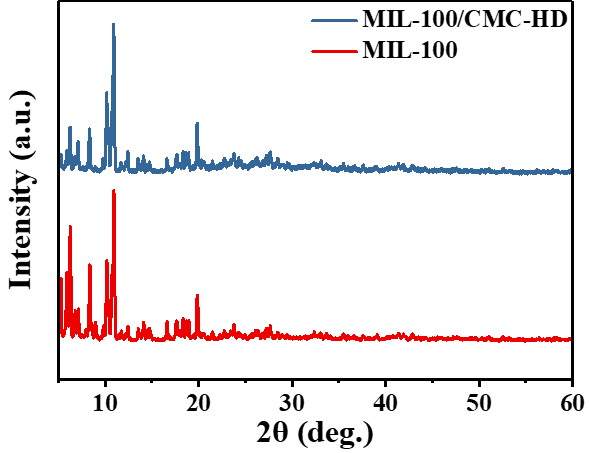 MIL-100/CMC-HD
MIL-100
Intensity (a.u.)
10 20 30 40 50 60
2θ (deg.)